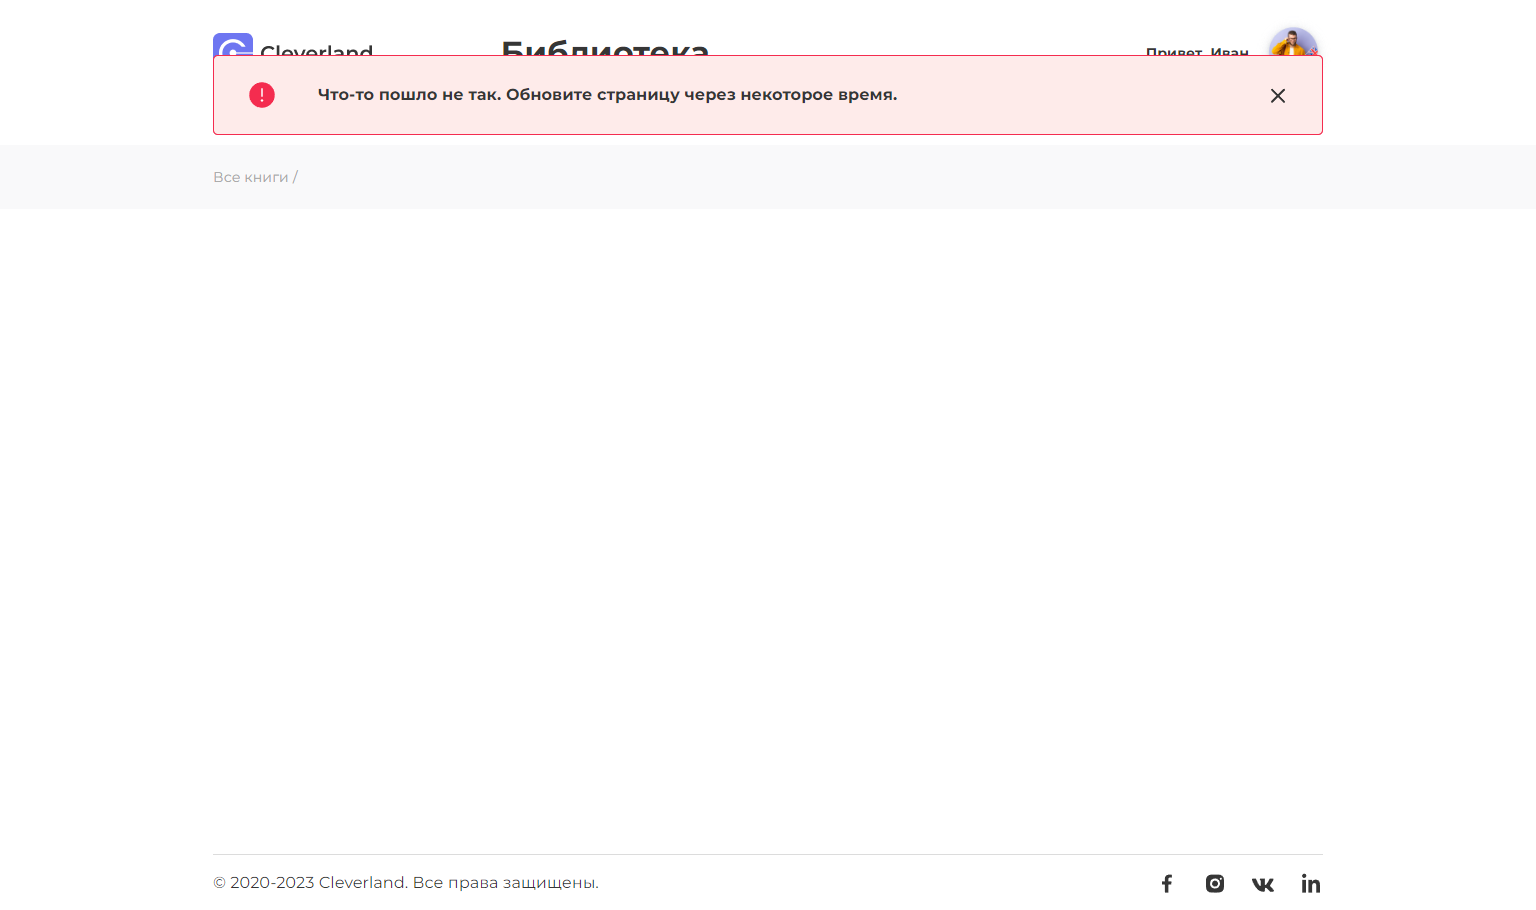 Cleverland
Библиотека
Привет, Иван
Что-то пошло не так. Обновите страницу через некоторое время.
Все книги /
© 2020-2023 Cleverland. Все права защищены.